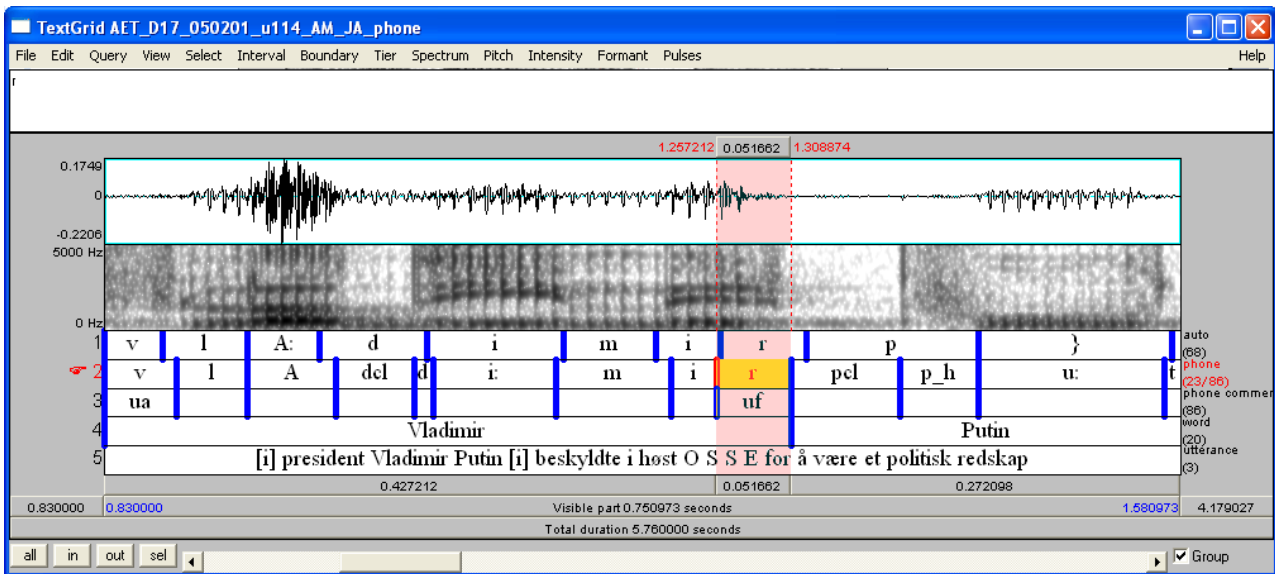 TextGrid AET_D17_050201_u114_AM_JA_phone
File Edit Query View Select Interval Boundary Tier Spectrum Pitch Intensity Formant Pulses Help
r
1.257212 0.051662 1.308874
0.1749
0
-0.2206
5000 Hz
0 Hz
1 v l A: d i m i r p } auto (68)
2 v l A dcl d i: m i r pcl p_h u: t phone (23/86)
3 ua uf phone commer (86)
4 Vladimir Putin word (20)
5 [i] president Vladimir Putin [i] beskyldte i høst O S S E for å være et politisk redskap utterance (3)
0.427212 0.051662 0.272098
0.830000 0.830000 Visible part 0.750973 seconds 1.580973 4.179027
Total duration 5.760000 seconds
all in out sel Group